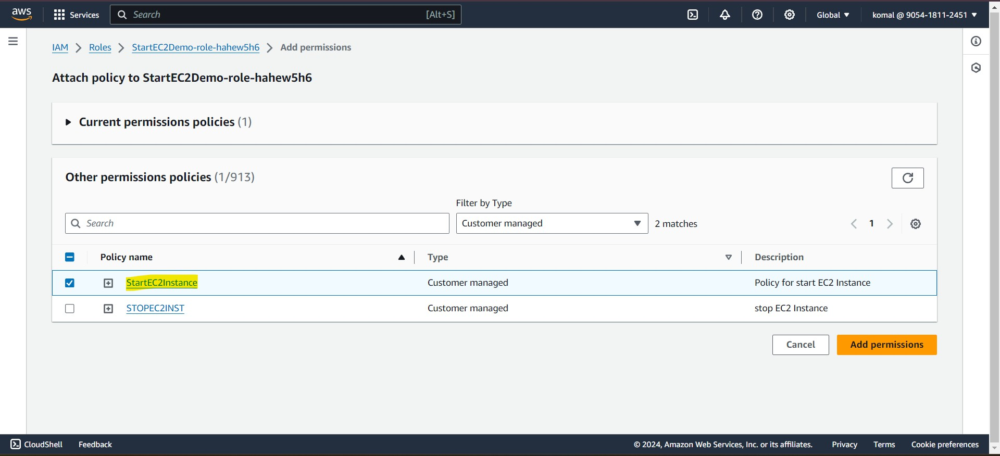 aws Services Search [Alt+S] Global komal @ 9054-1811-2451
IAM Roles StartEC2Demo-role-hahew5h6 Add permissions
Attach policy to StartEC2Demo-role-hahew5h6
Current permissions policies (1)
Other permissions policies (1/913)
Filter by Type
Search Customer managed 2 matches 1
Policy name Type Description
StartEC2Instance Customer managed Policy for start EC2 Instance
STOPEC2INST Customer managed stop EC2 Instance
Cancel Add permissions
CloudShell Feedback © 2024, Amazon Web Services, Inc. or its affiliates. Privacy Terms Cookie preferences